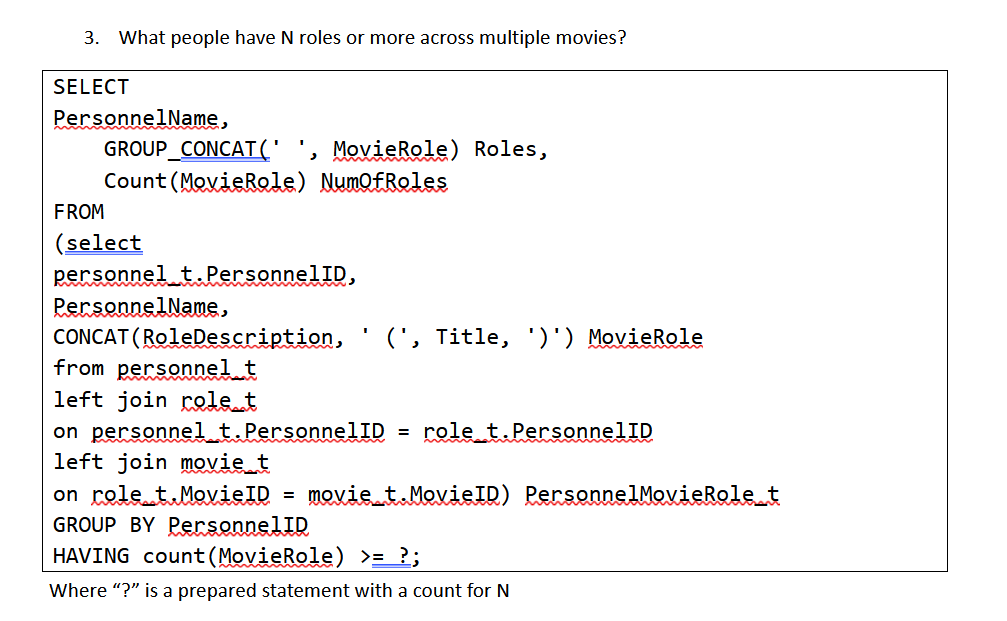 3. What people have N roles or more across multiple movies?
SELECT
PersonnelName,
GROUP_CONCAT(' ', MovieRole) Roles,
Count(MovieRole) NumOfRoles
FROM
(select
personnel_t.PersonnelID,
PersonnelName,
CONCAT(RoleDescription, ' (', Title, ')') MovieRole
from personnel_t
left join role_t
on personnel_t.PersonnelID = role_t.PersonnelID
left join movie_t
on role_t.MovieID = movie_t.MovieID) PersonnelMovieRole_t
GROUP BY PersonnelID
HAVING count(MovieRole) >= ?;
Where “?” is a prepared statement with a count for N